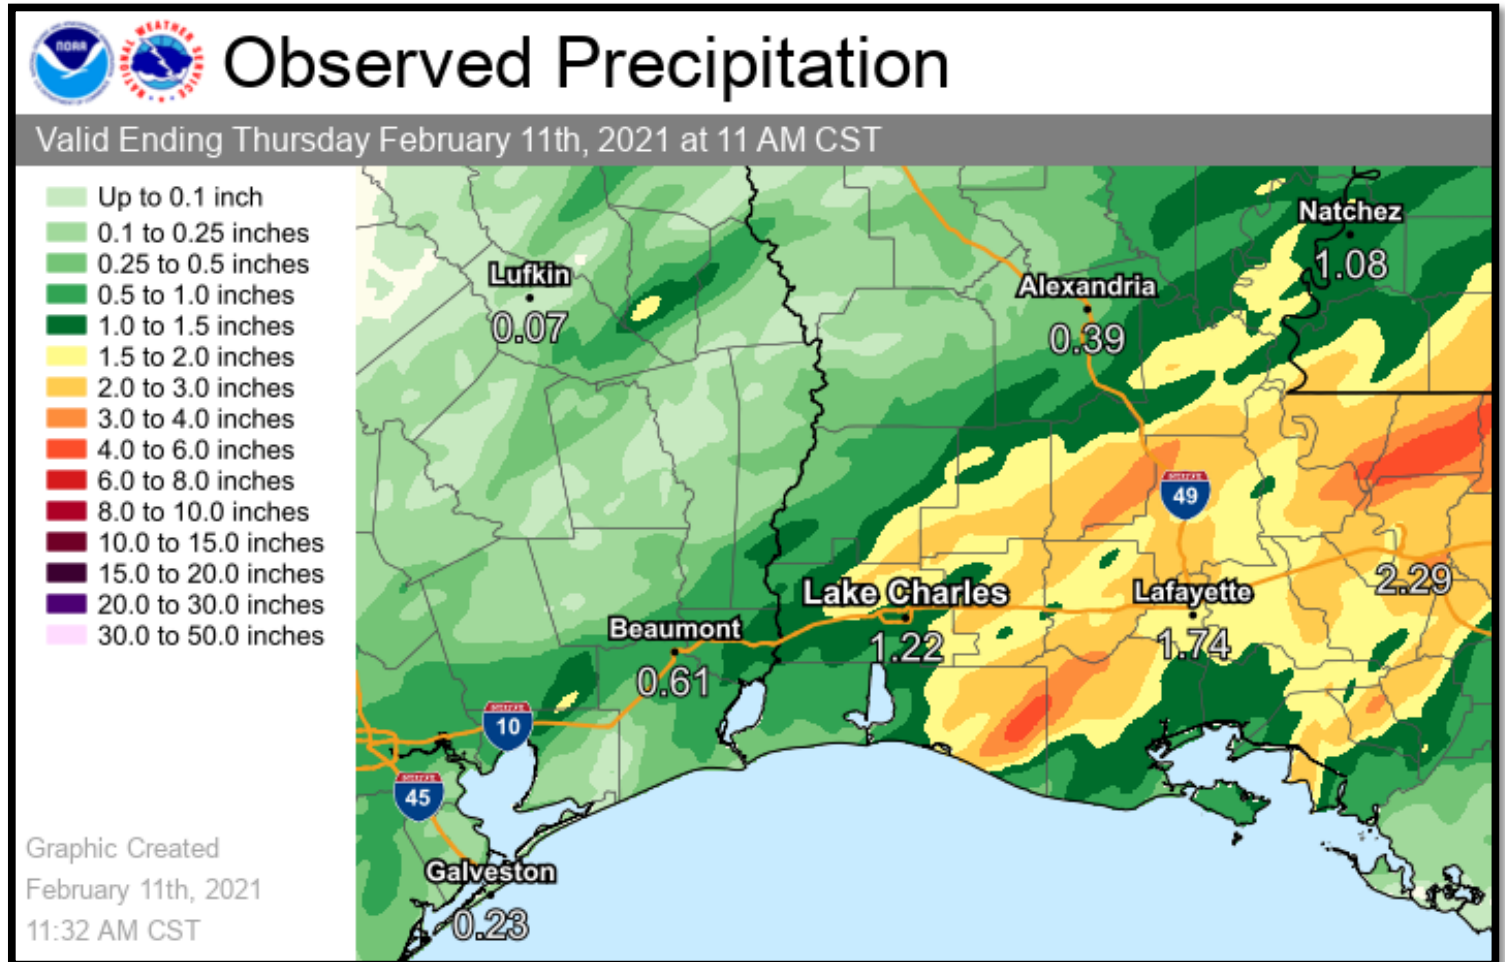 NOAA
NATIONAL WEATHER SERVICE
Observed Precipitation
Valid Ending Thursday February 11th, 2021 at 11 AM CST
Up to 0.1 inch
0.1 to 0.25 inches
0.25 to 0.5 inches
0.5 to 1.0 inches
1.0 to 1.5 inches
1.5 to 2.0 inches
2.0 to 3.0 inches
3.0 to 4.0 inches
4.0 to 6.0 inches
6.0 to 8.0 inches
8.0 to 10.0 inches
10.0 to 15.0 inches
15.0 to 20.0 inches
20.0 to 30.0 inches
30.0 to 50.0 inches
Natchez
1.08
Lufkin
0.07
Alexandria
0.39
49
2.29
Lake Charles
1.22
Lafayette
1.74
Beaumont
0.61
10
45
Galveston
0.23
Graphic Created
February 11th, 2021
11:32 AM CST